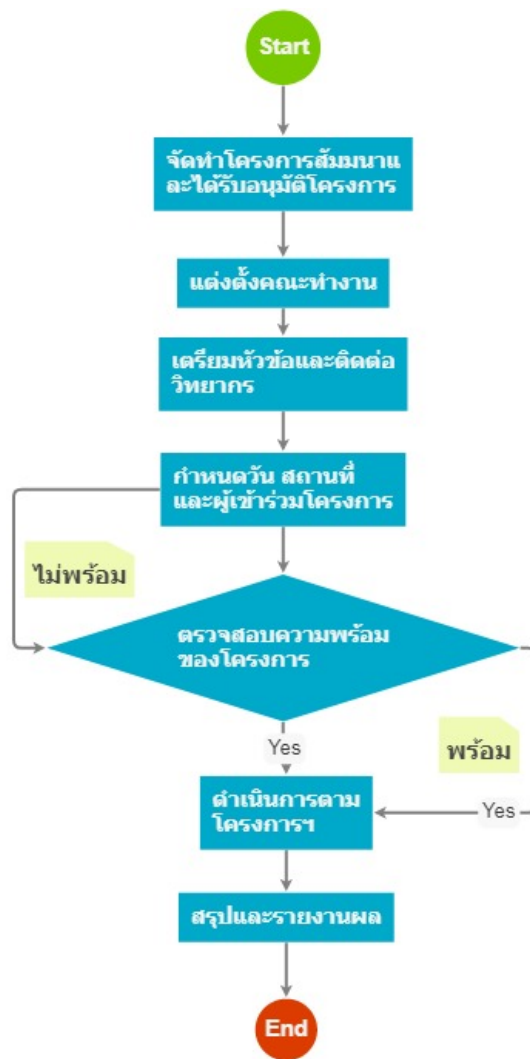 Start
จัดทำโครงการสัมมนาแ
ละได้รับอนุมัติโครงการ
แต่งตั้งคณะทำงาน
เตรียมหัวข้อและติดต่อ
วิทยากร
กำหนดวัน สถานที่
และผู้เข้าร่วมโครงการ
ไม่พร้อม
ตรวจสอบความพร้อม
ของโครงการ
Yes
พร้อม
ดำเนินการตาม
โครงการฯ
Yes
สรุปและรายงานผล
End